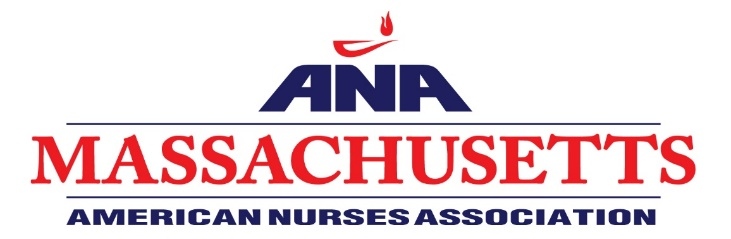 ANA
MASSACHUSETTS
AMERICAN NURSES ASSOCIATION